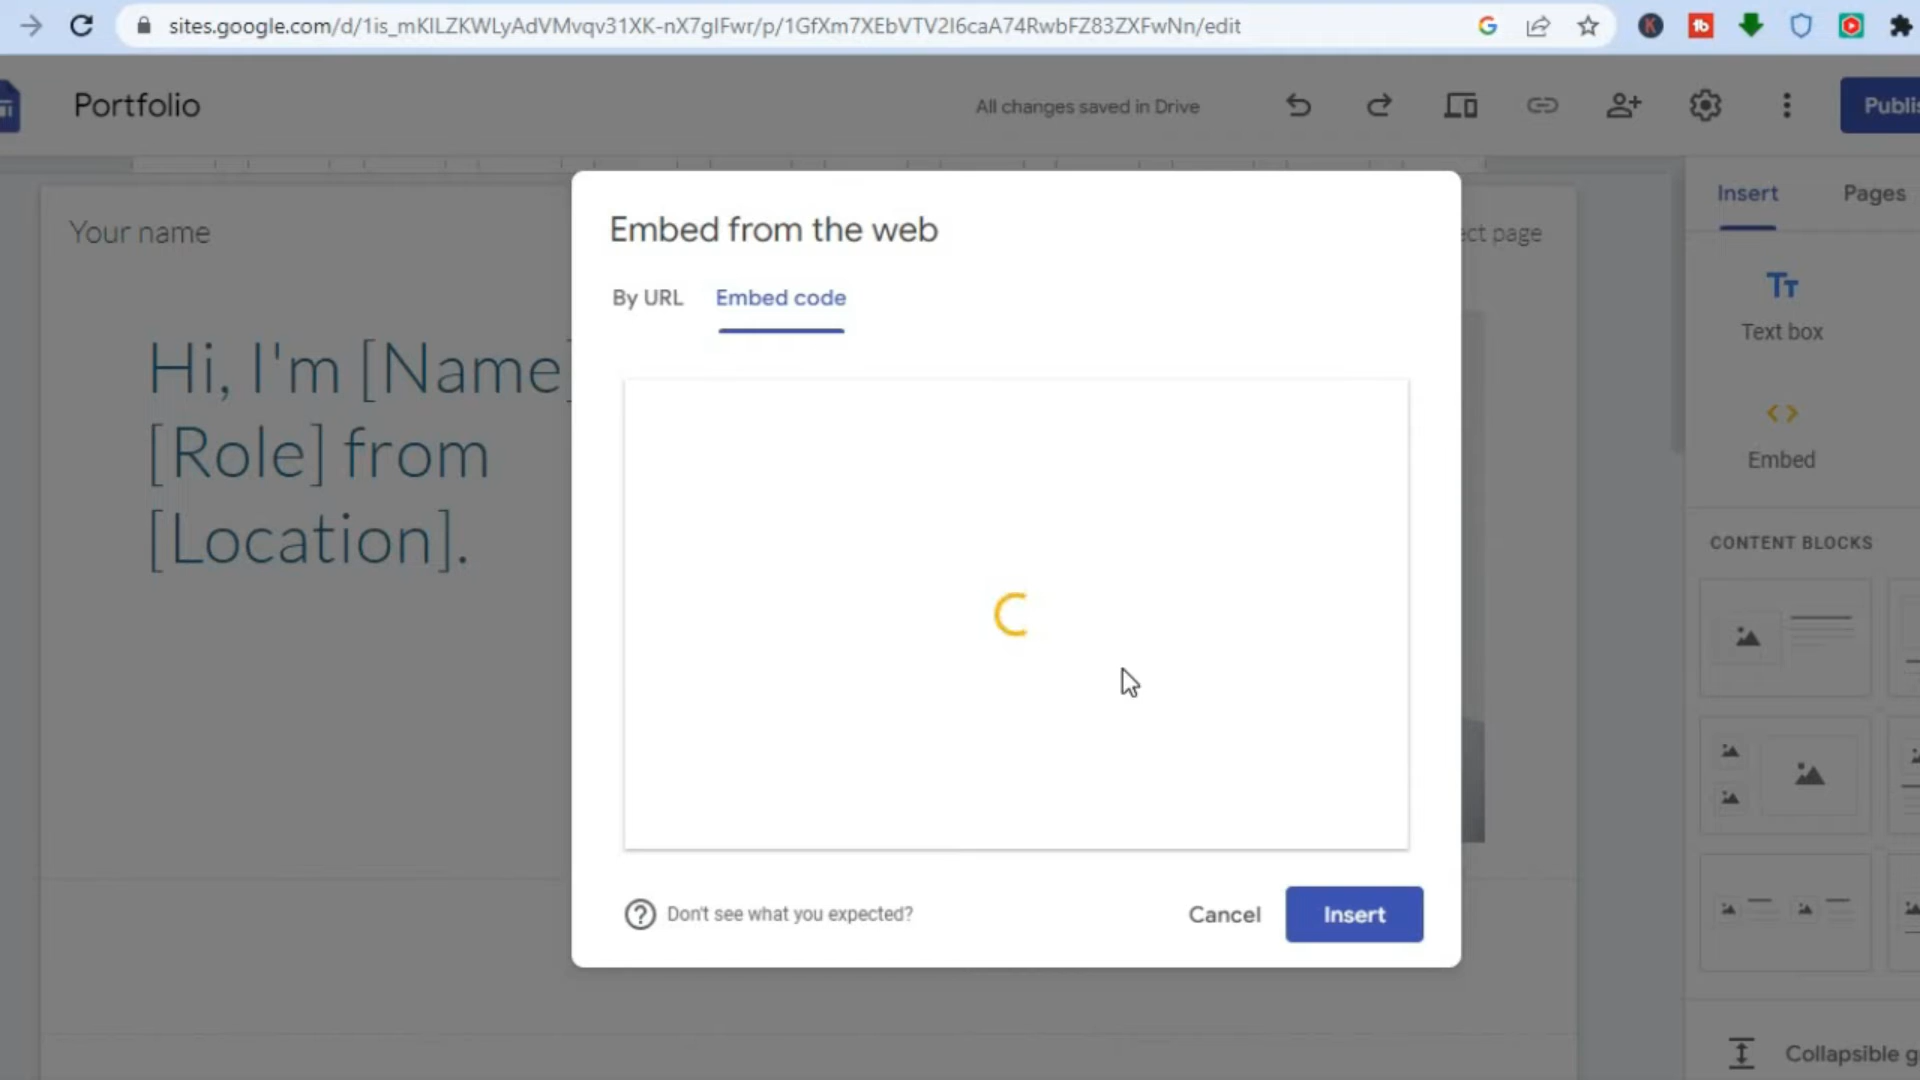 sites.google.com/d/1is_mKlLZKWLyAdVMvqv31XK-nX7glFwr/p/1GfXm7XEbVTV2I6caA74RwbFZ83ZXFwNn/edit
Portfolio
All changes saved in Drive
Publis
Embed from the web
Insert
Pages
Your name
ect page
By URL
Embed code
Hi, I'm [Name]
[Role] from
[Location].
Text box
Embed
CONTENT BLOCKS
Don't see what you expected?
Cancel
Insert
Collapsible g